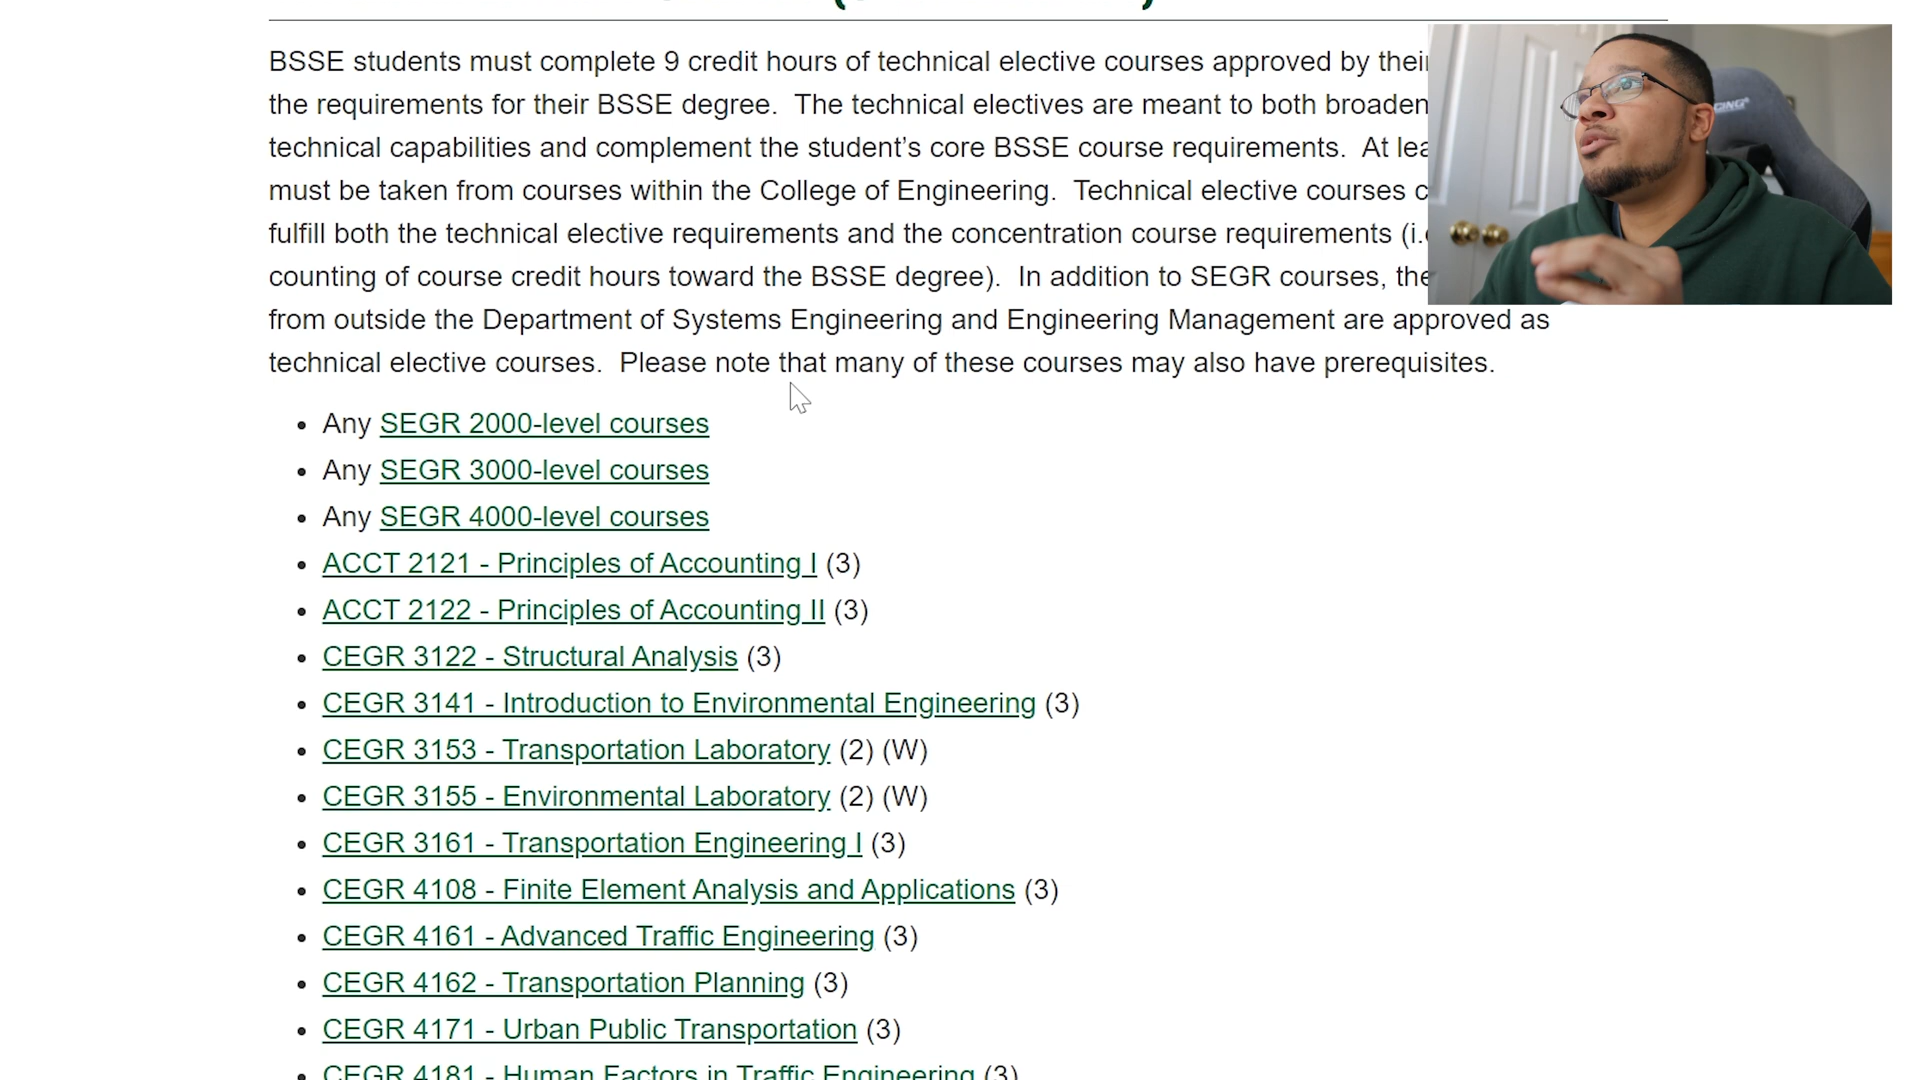 BSSE students must complete 9 credit hours of technical elective courses approved by their
the requirements for their BSSE degree. The technical electives are meant to both broaden
technical capabilities and complement the student’s core BSSE course requirements. At
must be taken from courses within the College of Engineering. Technical elective courses
fulfill both the technical elective requirements and the concentration course requirements
counting of course credit hours toward the BSSE degree). In addition to SEGR courses,
from outside the Department of Systems Engineering and Engineering Management are approved as
technical elective courses. Please note that many of these courses may also have prerequisites.
• Any SEGR 2000-level courses
• Any SEGR 3000-level courses
• Any SEGR 4000-level courses
• ACCT 2121 - Principles of Accounting I (3)
• ACCT 2122 - Principles of Accounting II (3)
• CEGR 3122 - Structural Analysis (3)
• CEGR 3141 - Introduction to Environmental Engineering (3)
• CEGR 3153 - Transportation Laboratory (2) (W)
• CEGR 3155 - Environmental Laboratory (2) (W)
• CEGR 3161 - Transportation Engineering I (3)
• CEGR 4108 - Finite Element Analysis and Applications (3)
• CEGR 4161 - Advanced Traffic Engineering (3)
• CEGR 4162 - Transportation Planning (3)
• CEGR 4171 - Urban Public Transportation (3)
CEGR 4181 - Human Factors in Traffic Engineering (3)